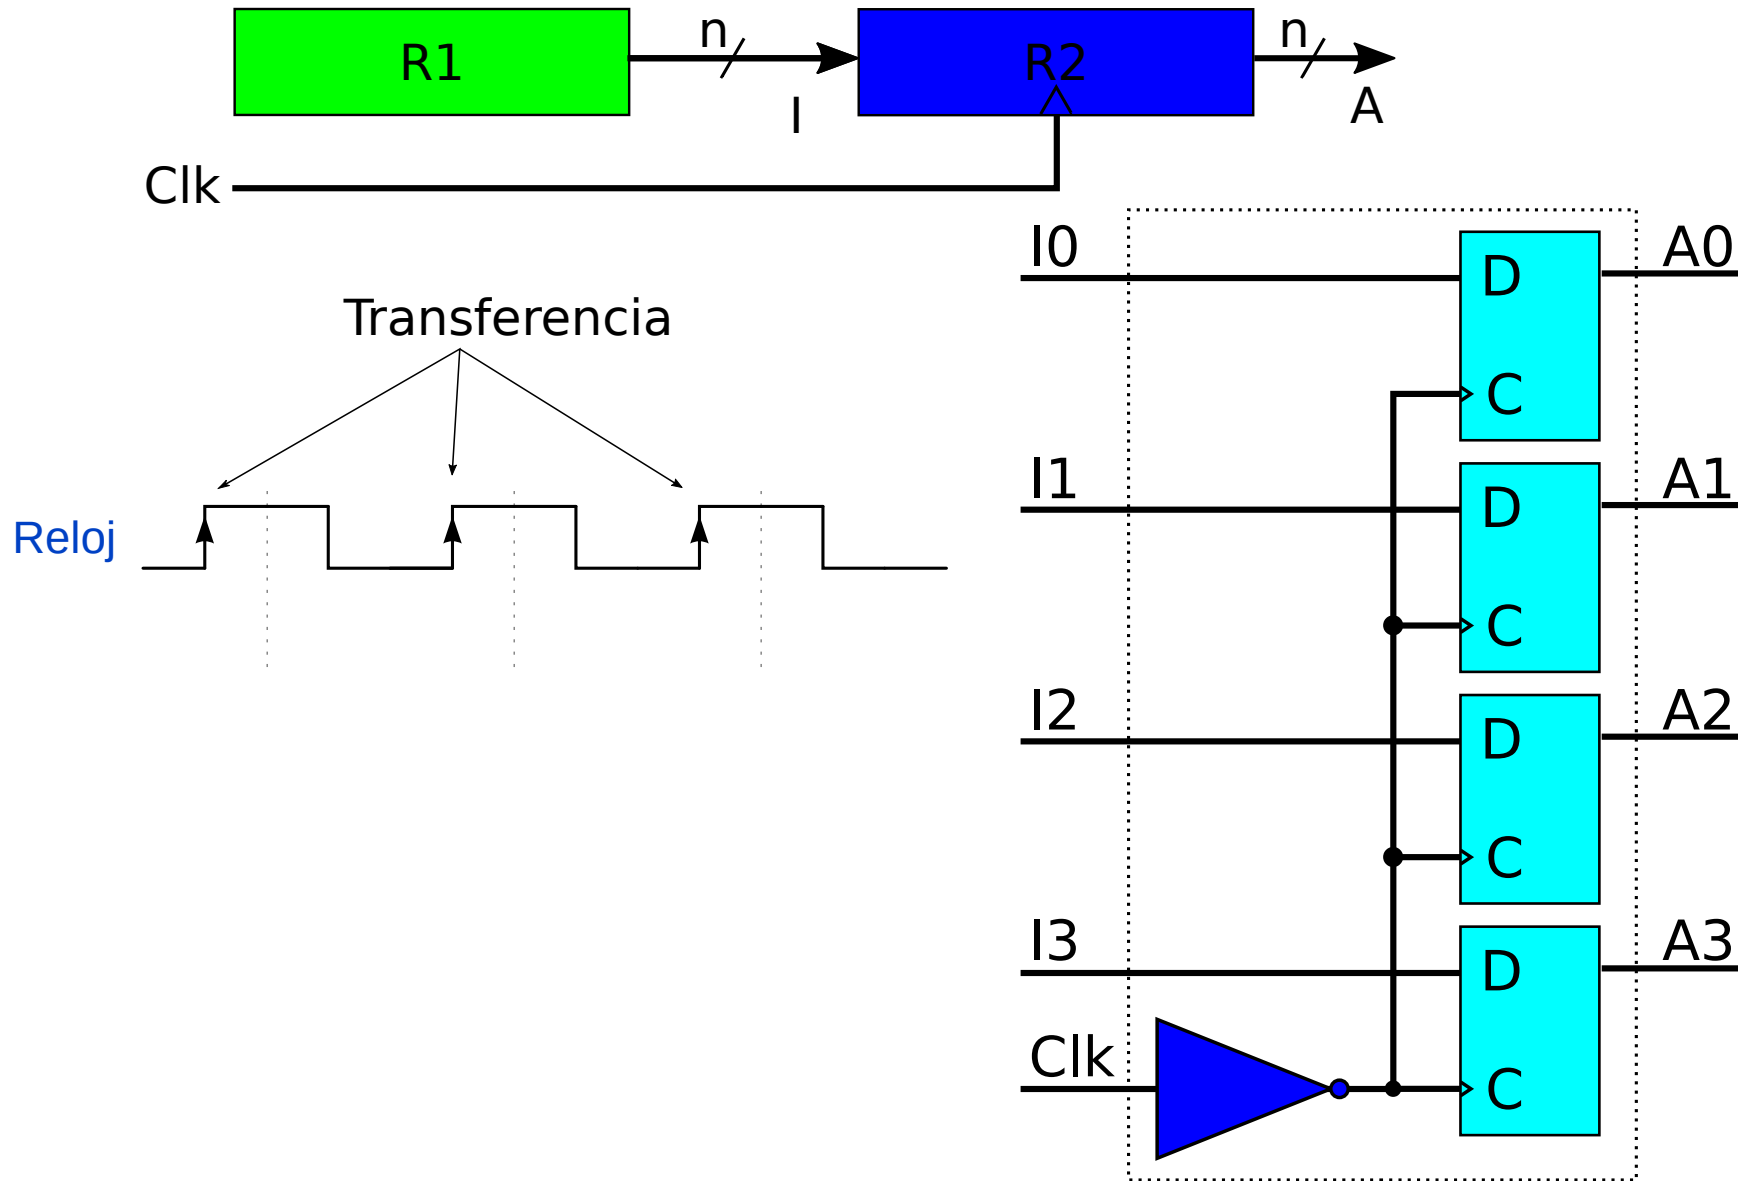 R1
n
I
R2
n
A
Clk
Transferencia
Reloj
I0
D
A0
C
I1
D
A1
C
I2
D
A2
C
I3
D
A3
Clk
C